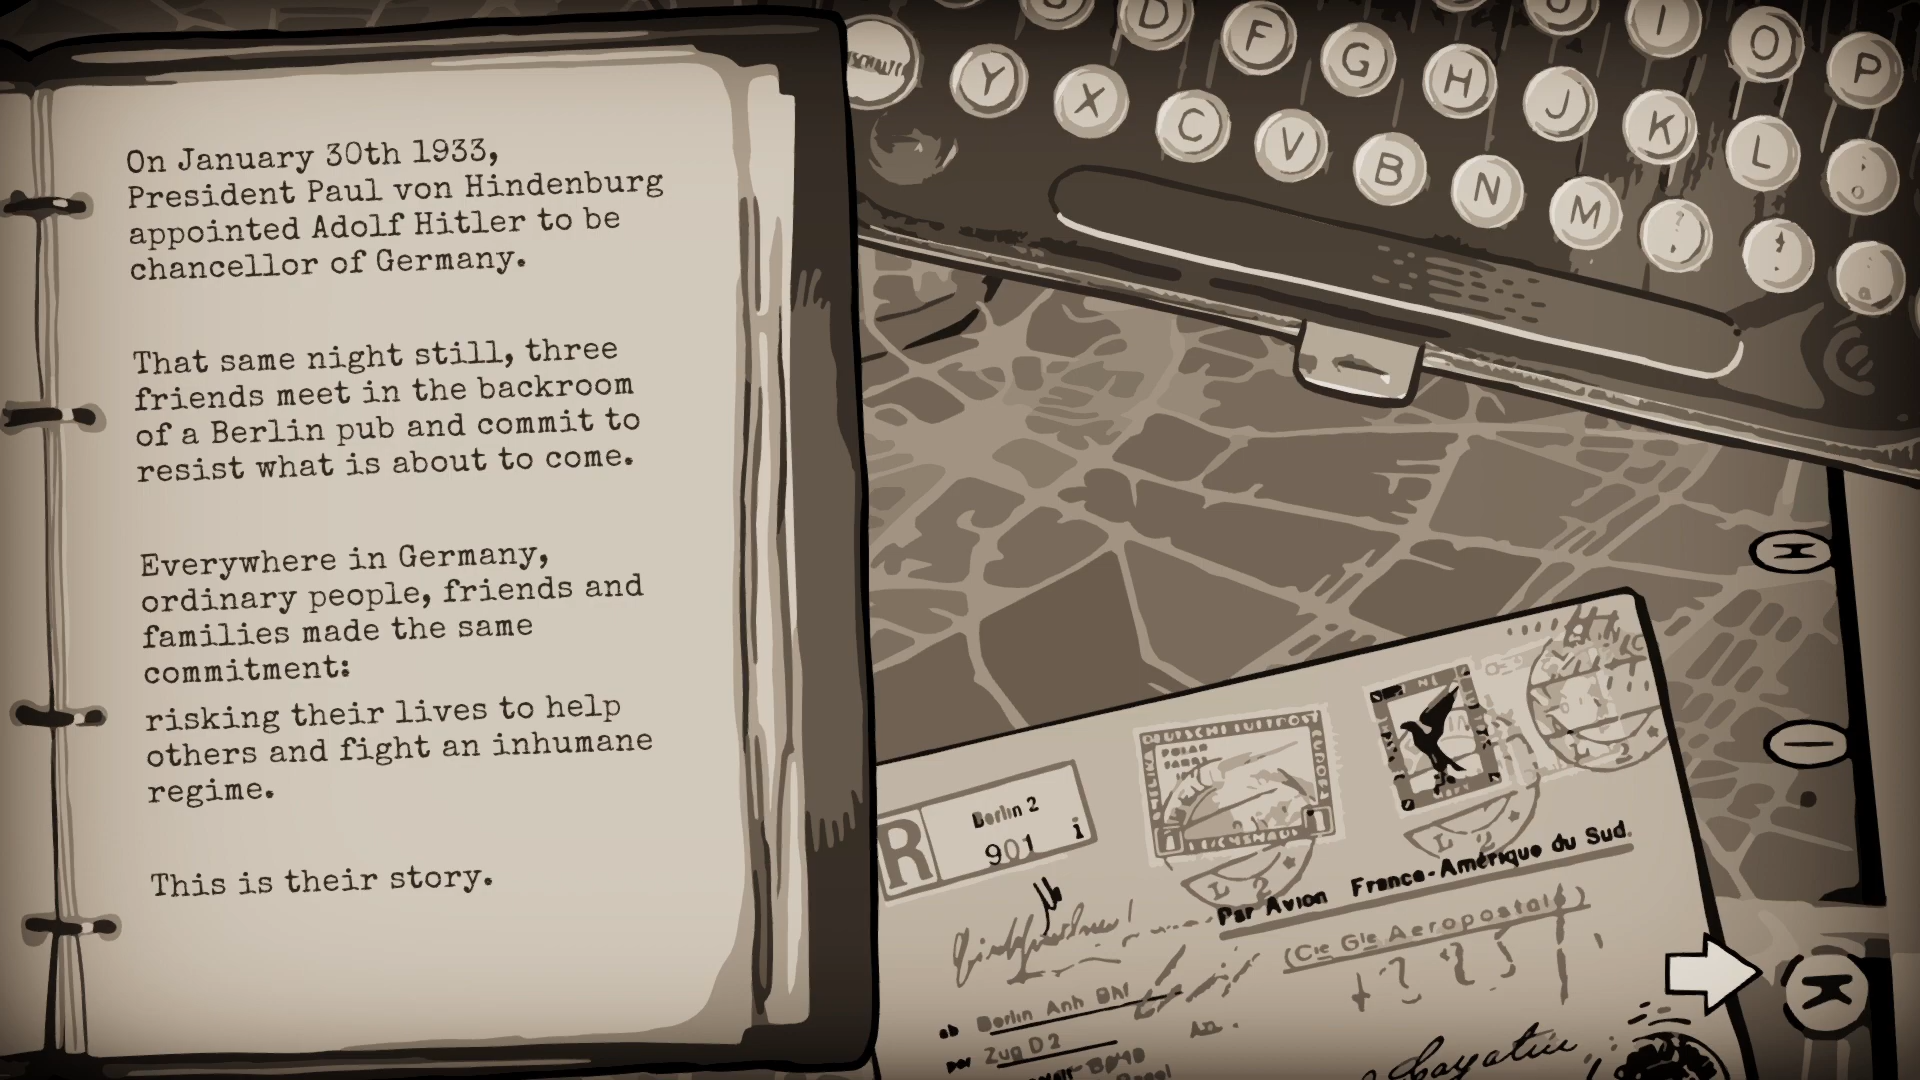 On January 30th 1933,
President Paul von Hindenburg
appointed Adolf Hitler to be
chancellor of Germany.
That same night still, three
friends meet in the backroom
of a Berlin pub and commit to
resist what is about to come.
Everywhere in Germany,
ordinary people, friends and
families made the same
commitment:
risking their lives to help
others and fight an inhumane
regime.
This is their story.
D F G H J K L
I O P
Y X C V B N M
R
Berlin 2
901 i
Par Avion France-Amérique du Sud.
(Cie Gle Aeropostale)
ab Berlin Anh Bhf
per Zug D2